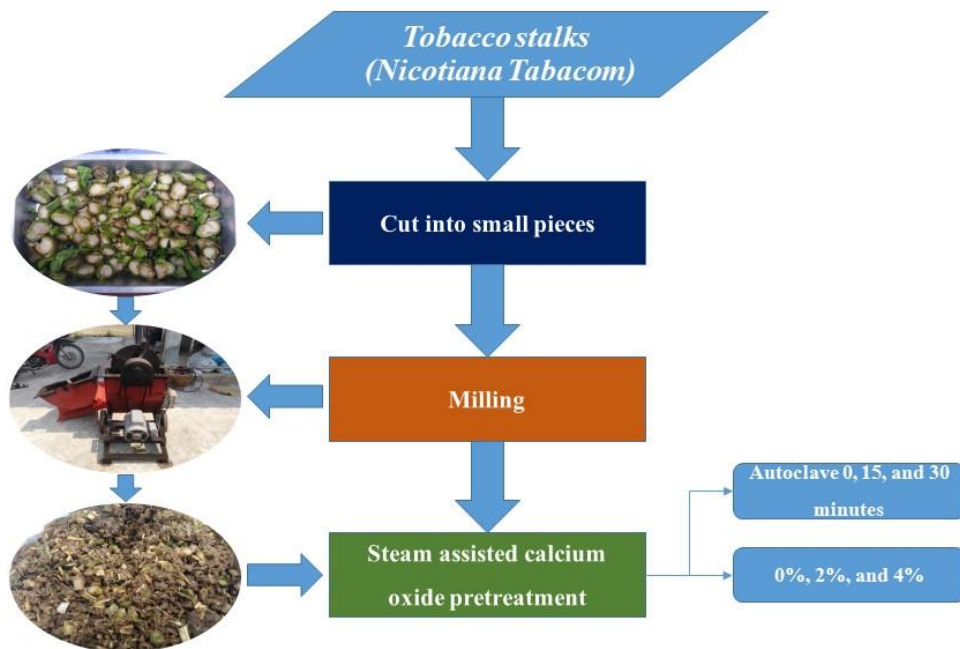 Tobacco stalks
(Nicotiana Tabacom)
Cut into small pieces
Milling
Steam assisted calcium
oxide pretreatment
Autoclave 0, 15, and 30
minutes
0%, 2%, and 4%